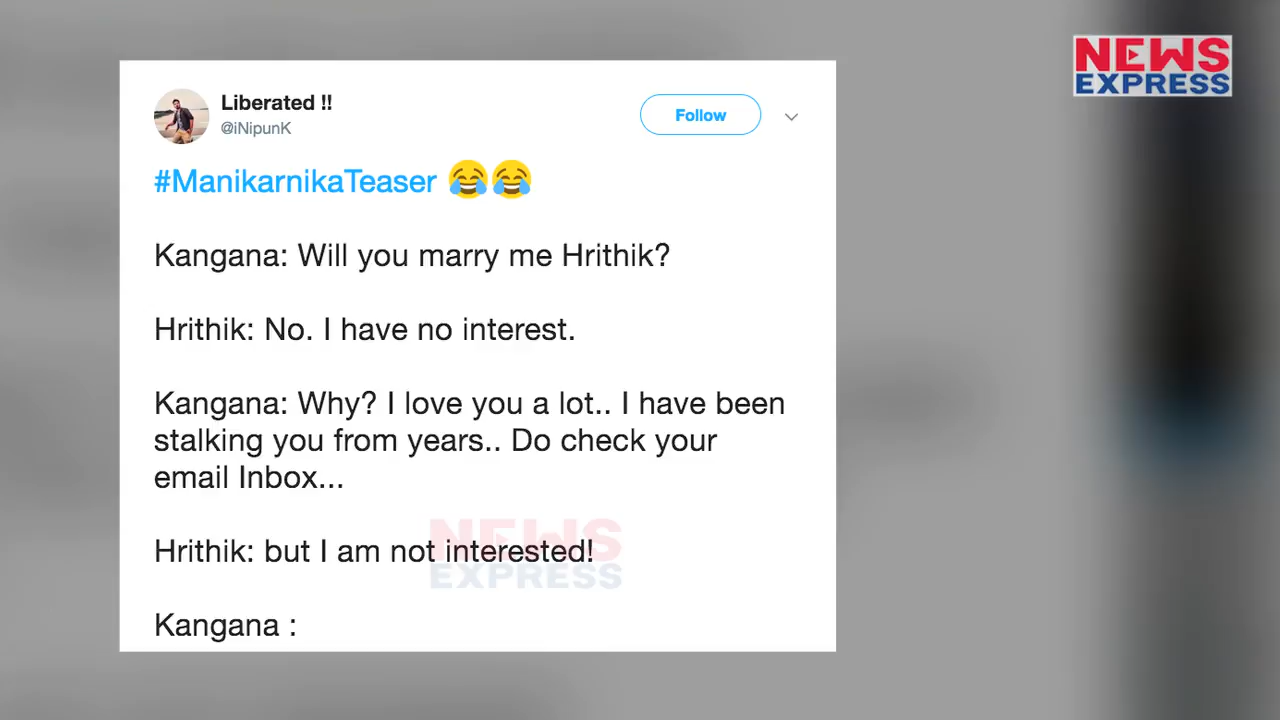 NEWS
EXPRESS
Liberated !!
@iNipunK
Follow
#ManikarnikaTeaser 😂😂
Kangana: Will you marry me Hrithik?
Hrithik: No. I have no interest.
Kangana: Why? I love you a lot.. I have been
stalking you from years.. Do check your
email Inbox...
Hrithik: but I am not interested!
NEWS
EXPRESS
Kangana :